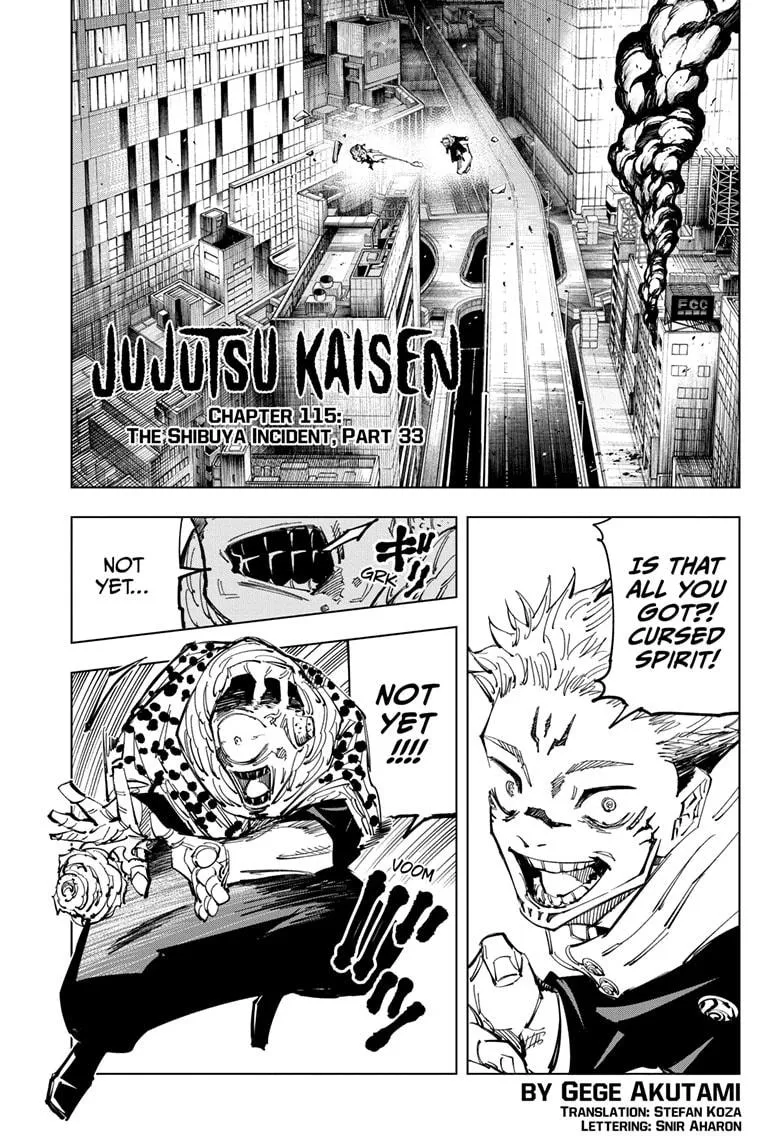 FCC
JUJUTSU KAISEN
CHAPTER 115:
THE SHIBUYA INCIDENT, PART 33
IS THAT
ALL YOU
GOT?!
CURSED
SPIRIT!
NOT
YET...
GRK
NOT
YET
!!!!
VOOM
BY GEGE AKUTAMI
TRANSLATION: STEFAN KOZA
LETTERING: SNIR AHARON